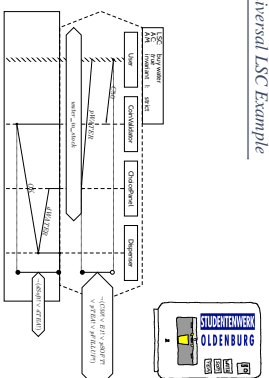 iversal LSC Example
LSC: buy water
AC: true
AM: invariant I: strict
User
CoinValidator
ChoicePanel
Dispenser
C50
pWATER
water_in_stock
dWATER
OK
¬(C50! ∨ E1! ∨ pSOFT!
∨ pTEA! ∨ pFILLUP!)
¬(dSoft! ∨ dTEA!)
STUDENTENWERK
OLDENBURG